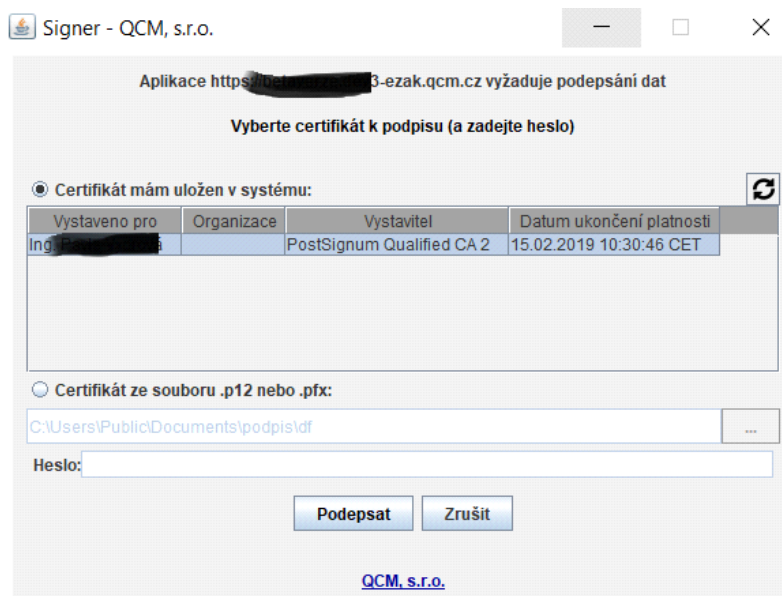 Signer - QCM, s.r.o.
Aplikace https:// 3-ezak.qcm.cz vyžaduje podepsání dat
Vyberte certifikát k podpisu (a zadejte heslo)
Certifikát mám uložen v systému:
Vystaveno pro Organizace Vystavitel Datum ukončení platnosti
Ing. PostSignum Qualified CA 2 15.02.2019 10:30:46 CET
Certifikát ze souboru .p12 nebo .pfx:
C:\Users\Public\Documents\podpis\df ...
Heslo:
Podepsat Zrušit
QCM, s.r.o.